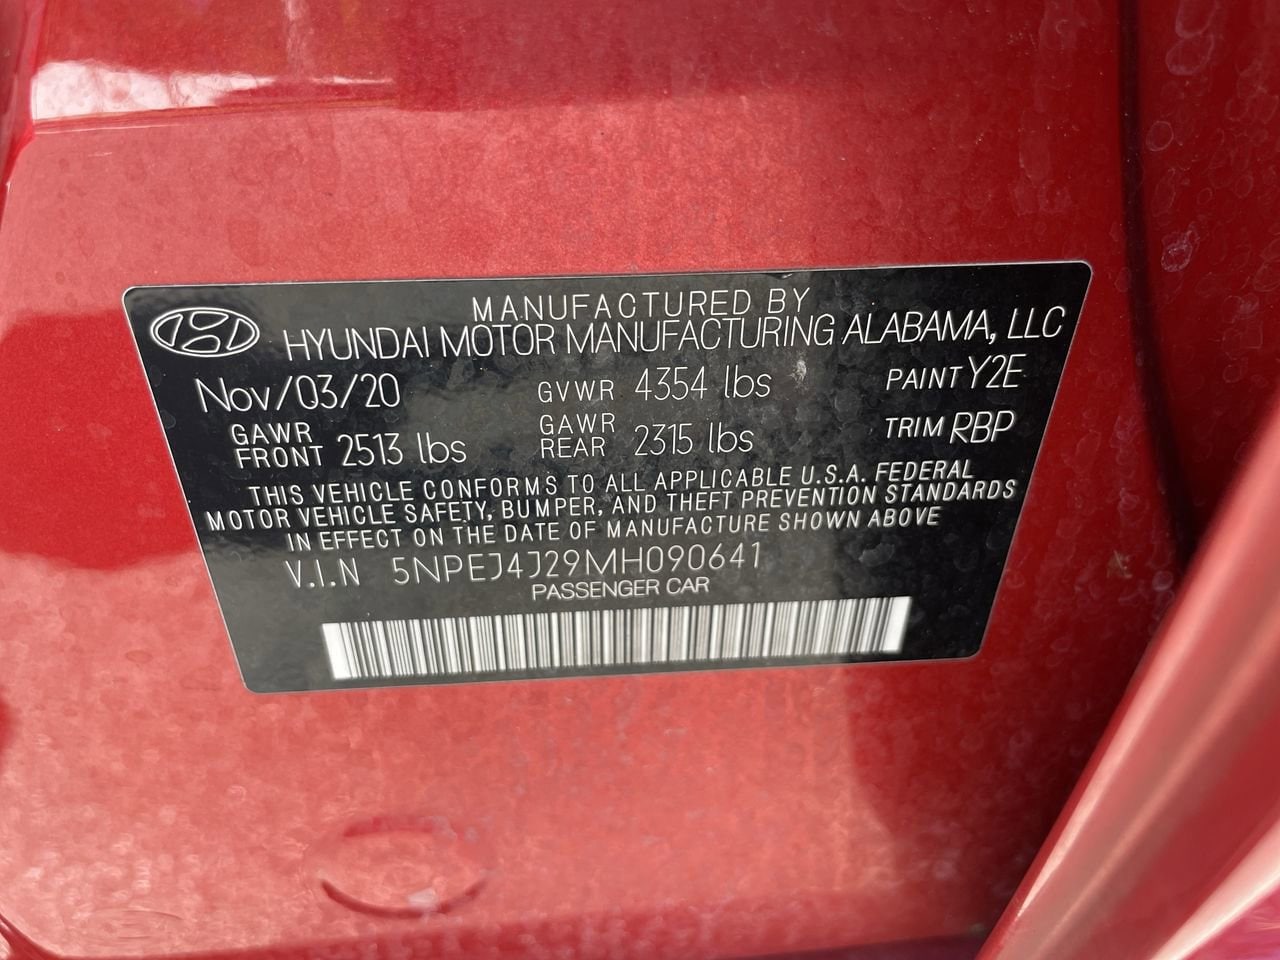 MANUFACTURED BY
HYUNDAI MOTOR MANUFACTURING ALABAMA, LLC
Nov/03/20 GVWR 4354 lbs PAINT Y2E
GAWR FRONT 2513 lbs GAWR REAR 2315 lbs TRIM RBP
THIS VEHICLE CONFORMS TO ALL APPLICABLE U.S.A. FEDERAL
MOTOR VEHICLE SAFETY, BUMPER, AND THEFT PREVENTION STANDARDS
IN EFFECT ON THE DATE OF MANUFACTURE SHOWN ABOVE
V.I.N 5NPEJ4J29MH090641
PASSENGER CAR